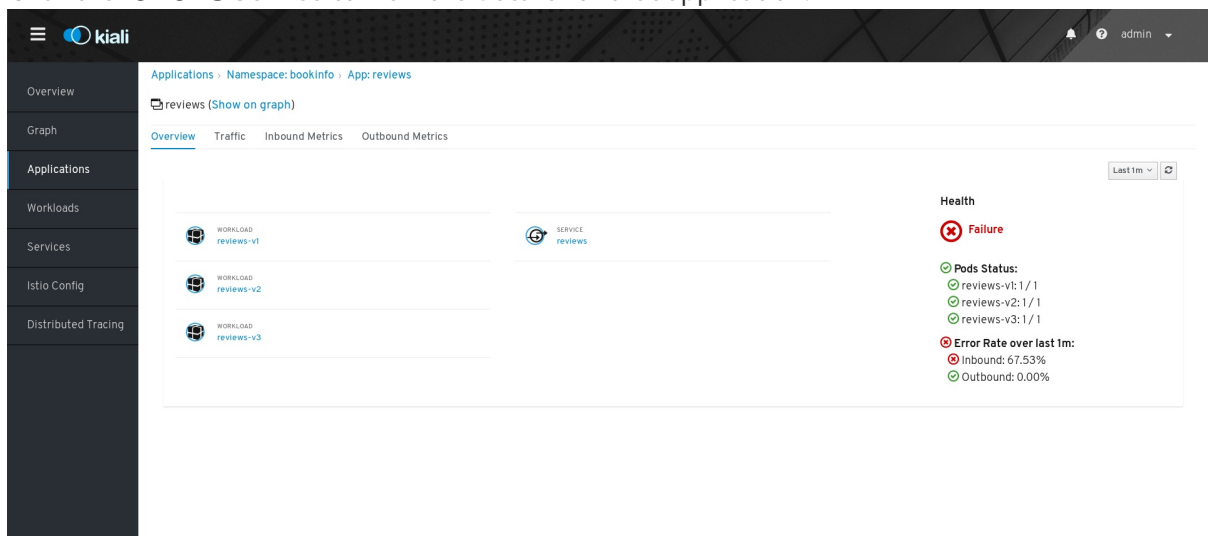 kiali
admin
Overview
Graph
Applications
Workloads
Services
Istio Config
Distributed Tracing
Applications › Namespace: bookinfo › App: reviews
reviews (Show on graph)
Overview Traffic Inbound Metrics Outbound Metrics
Last 1m
WORKLOAD
reviews-v1
WORKLOAD
reviews-v2
WORKLOAD
reviews-v3
SERVICE
reviews
Health
Failure
Pods Status:
reviews-v1: 1 / 1
reviews-v2: 1 / 1
reviews-v3: 1 / 1
Error Rate over last 1m:
Inbound: 67.53%
Outbound: 0.00%